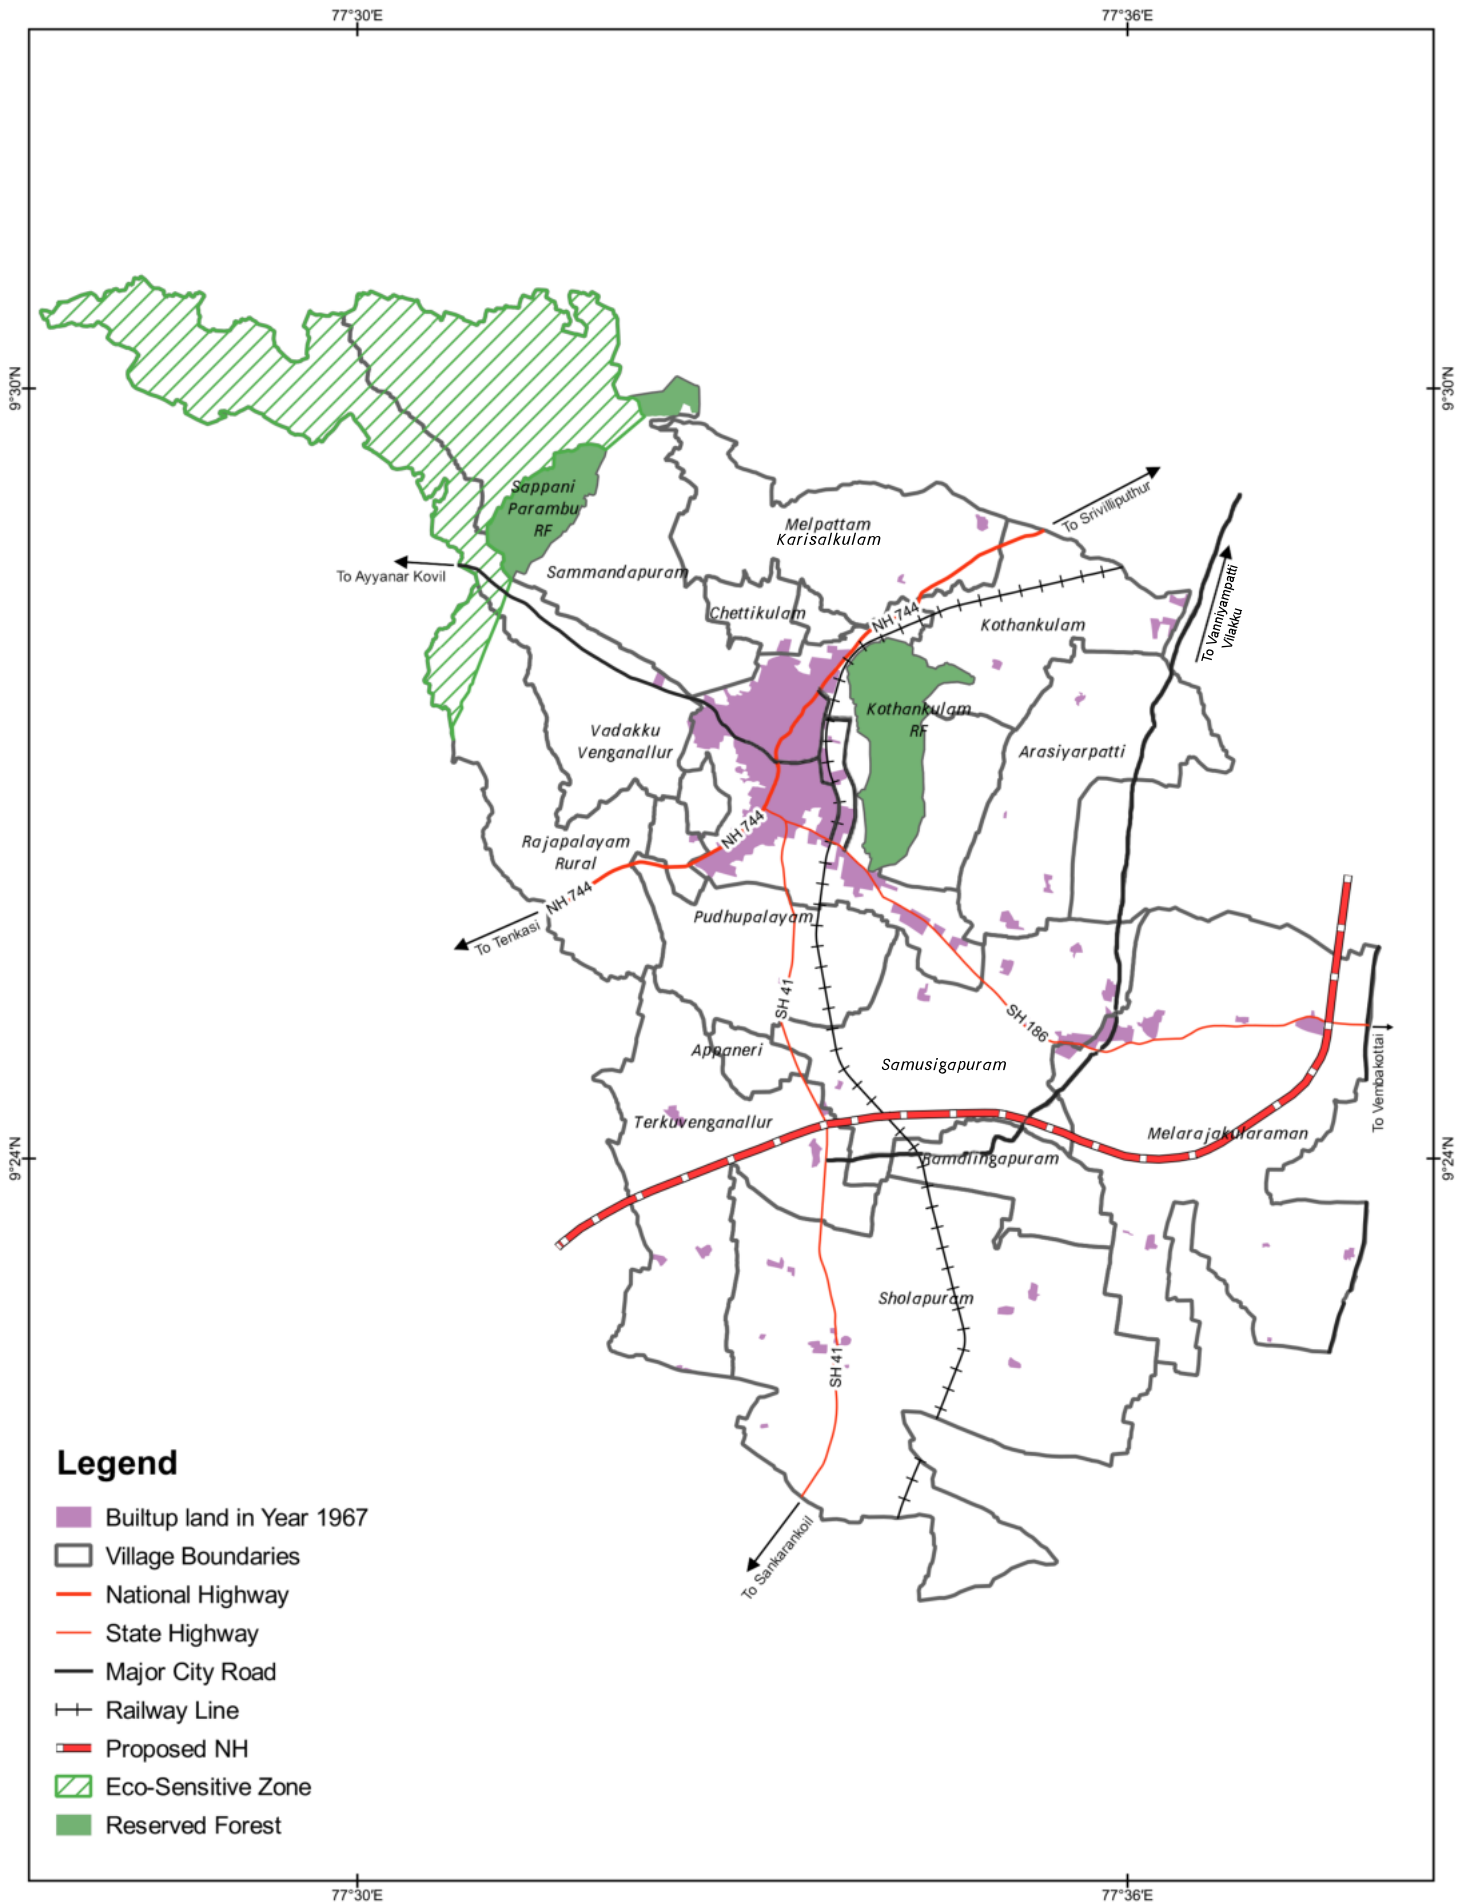 77°30'E
77°36'E
9°30'N
9°30'N
Sappani
Parambu
RF
To Srivilliputhur
Melpattam
Karisalkulam
To Ayyanar Kovil
Sammandapuram
To Vanniyampatti
Vilakku
Chettikulam
NH 744
Kothankulam
Kothankulam
RF
Vadakku
Venganallur
Arasiyarpatti
NH 744
Rajapalayam
Rural
NH 744
Pudhupalayam
To Tenkasi
SH 41
SH 186
Appaneri
Samusigapuram
To Vembakottai
Terkuvenganallur
Melarajakularaman
9°24'N
9°24'N
Ramalingapuram
Sholapuram
SH 41
To Sankarankoil
Legend
Builtup land in Year 1967
Village Boundaries
National Highway
State Highway
Major City Road
Railway Line
Proposed NH
Eco-Sensitive Zone
Reserved Forest
77°30'E
77°36'E